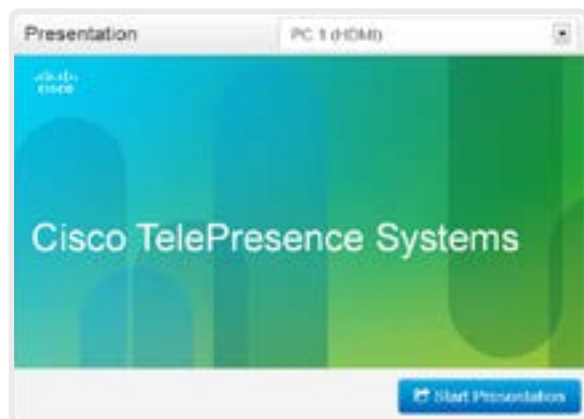 Presentation
PC 1 (HDMI)
CISCO
Cisco TelePresence Systems
Start Presentation